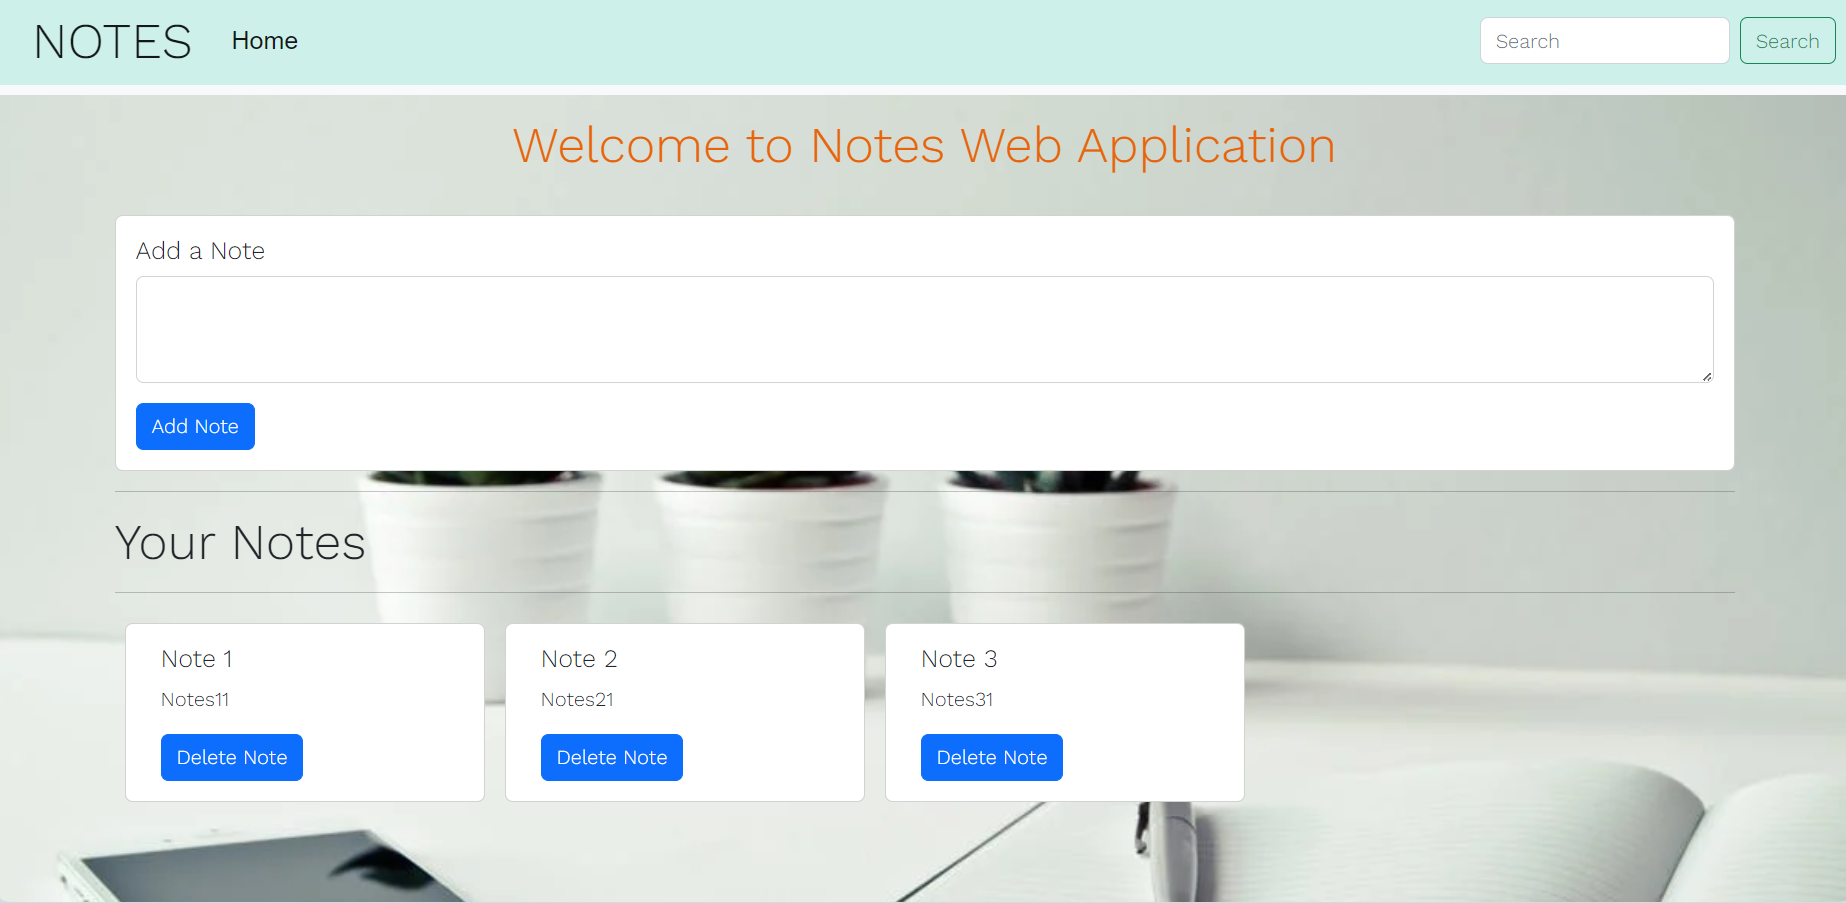 NOTES Home Search Search
Welcome to Notes Web Application
Add a Note
Add Note
Your Notes
Note 1
Notes11
Delete Note
Note 2
Notes21
Delete Note
Note 3
Notes31
Delete Note